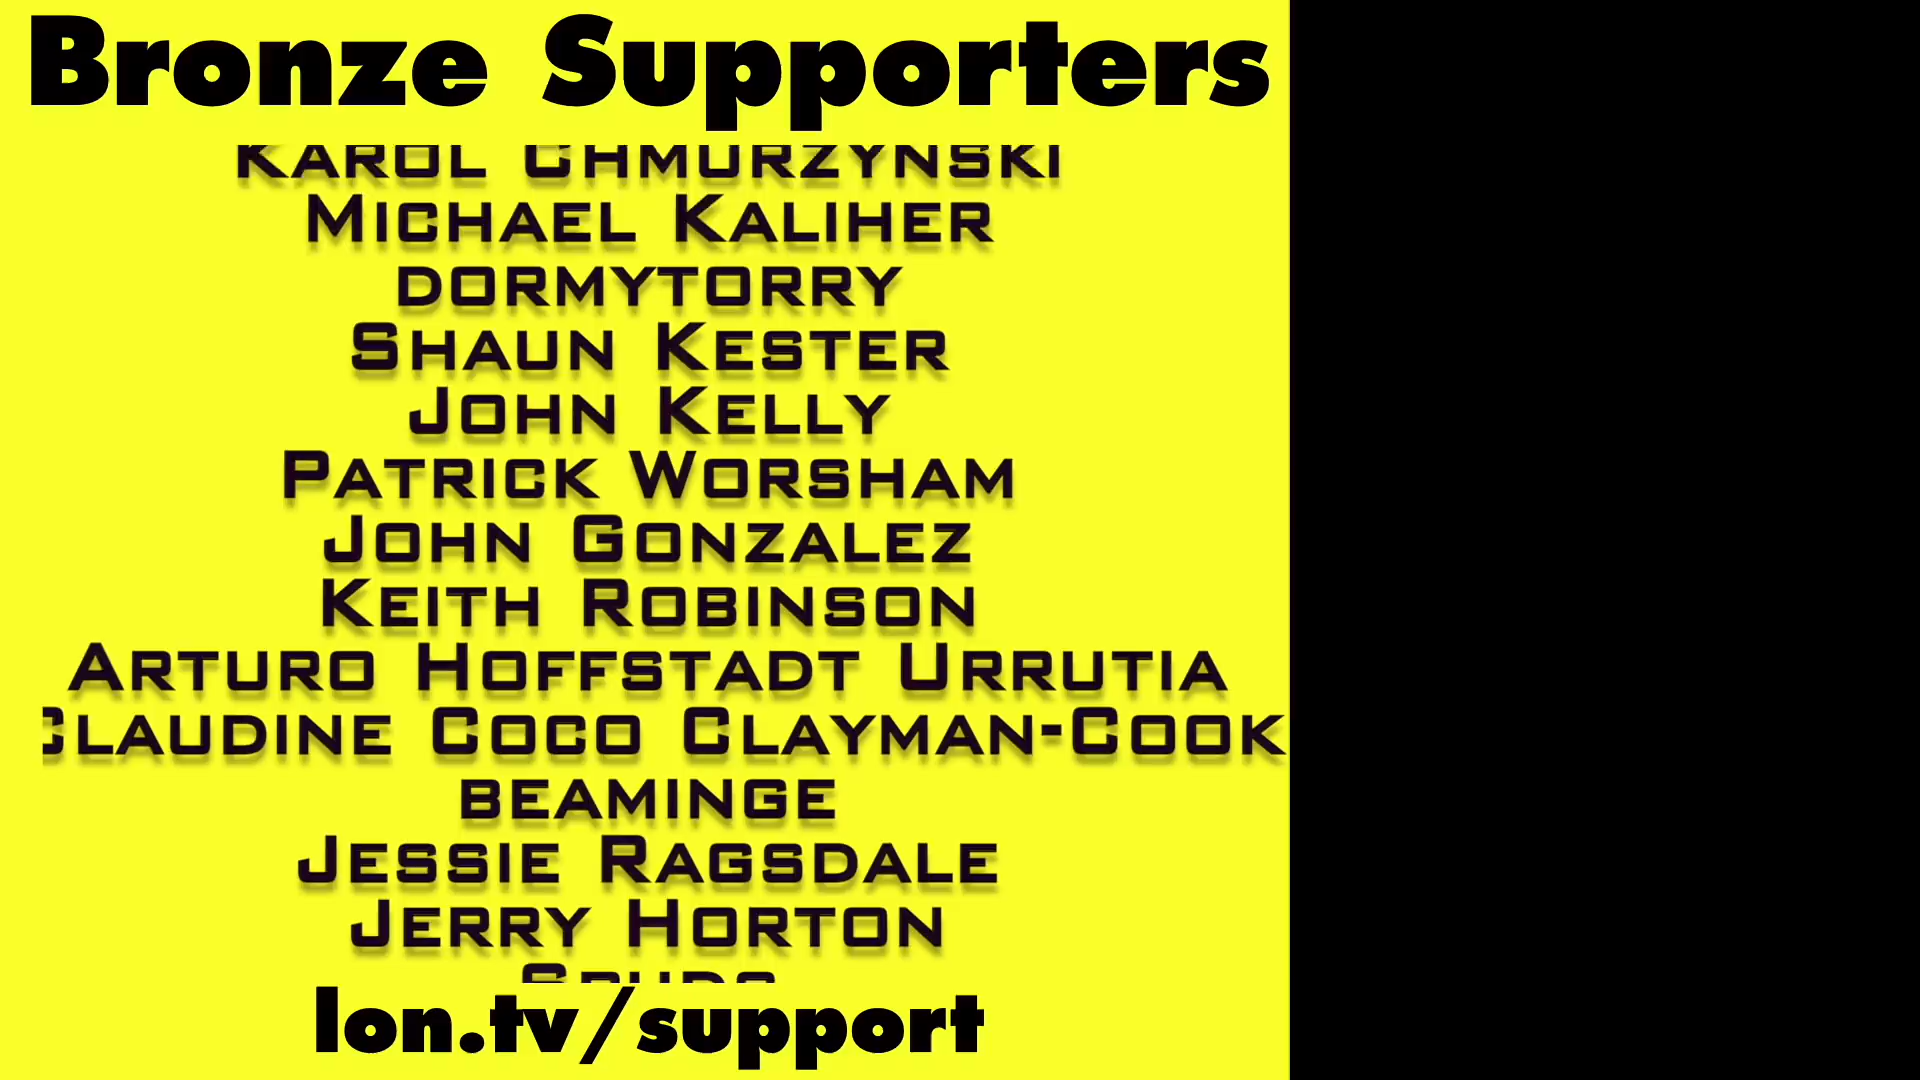 Bronze Supporters
Karol Chmurzynski
Michael Kaliher
dormytorry
Shaun Kester
John Kelly
Patrick Worsham
John Gonzalez
Keith Robinson
Arturo Hoffstadt Urrutia
Claudine Coco Clayman-Cook
beaminge
Jessie Ragsdale
Jerry Horton
lon.tv/support